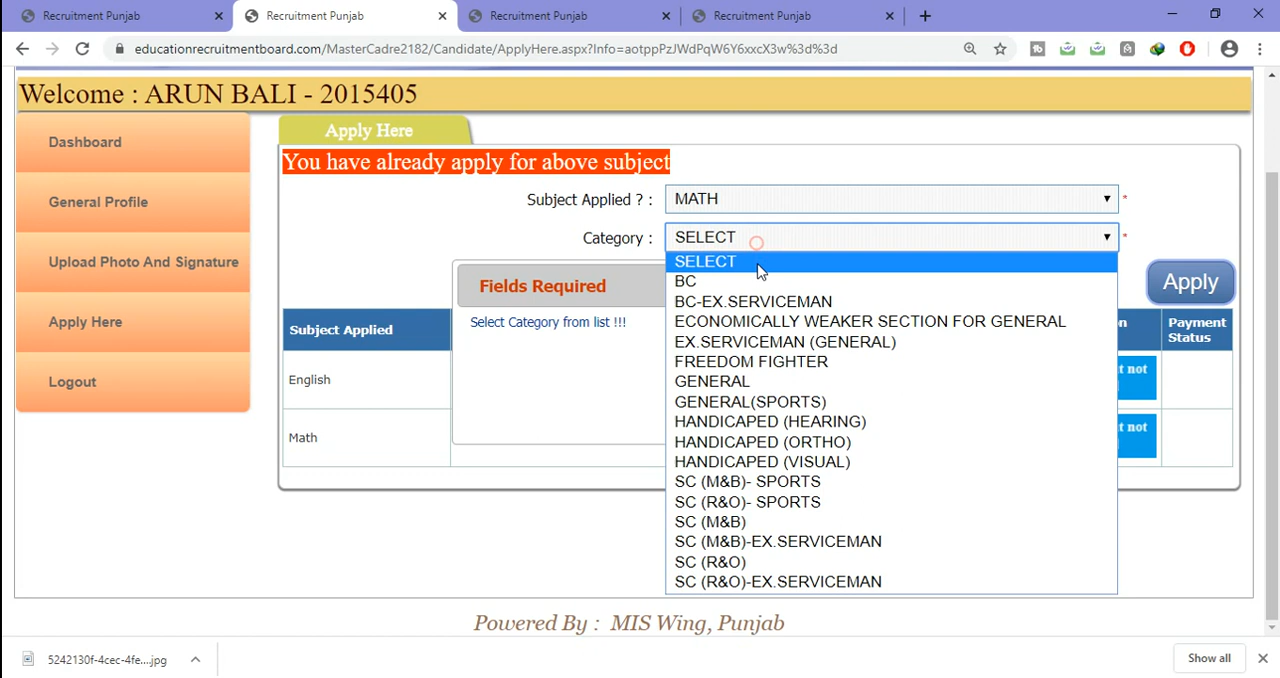 Recruitment Punjab
Recruitment Punjab
Recruitment Punjab
Recruitment Punjab
educationrecruitmentboard.com/MasterCadre2182/Candidate/ApplyHere.aspx?Info=aotppPzJWdPqW6Y6xxcX3w%3d%3d
Welcome : ARUN BALI - 2015405
Dashboard
General Profile
Upload Photo And Signature
Apply Here
Logout
Apply Here
You have already apply for above subject
Subject Applied ? : MATH *
Category : SELECT *
SELECT
BC
BC-EX.SERVICEMAN
ECONOMICALLY WEAKER SECTION FOR GENERAL
EX.SERVICEMAN (GENERAL)
FREEDOM FIGHTER
GENERAL
GENERAL(SPORTS)
HANDICAPED (HEARING)
HANDICAPED (ORTHO)
HANDICAPED (VISUAL)
SC (M&B)- SPORTS
SC (R&O)- SPORTS
SC (M&B)
SC (M&B)-EX.SERVICEMAN
SC (R&O)
SC (R&O)-EX.SERVICEMAN
Fields Required
Select Category from list !!!
Apply
Subject Applied
Payment
Status
English
not
Math
not
Powered By : MIS Wing, Punjab
5242130f-4cec-4fe....jpg
Show all